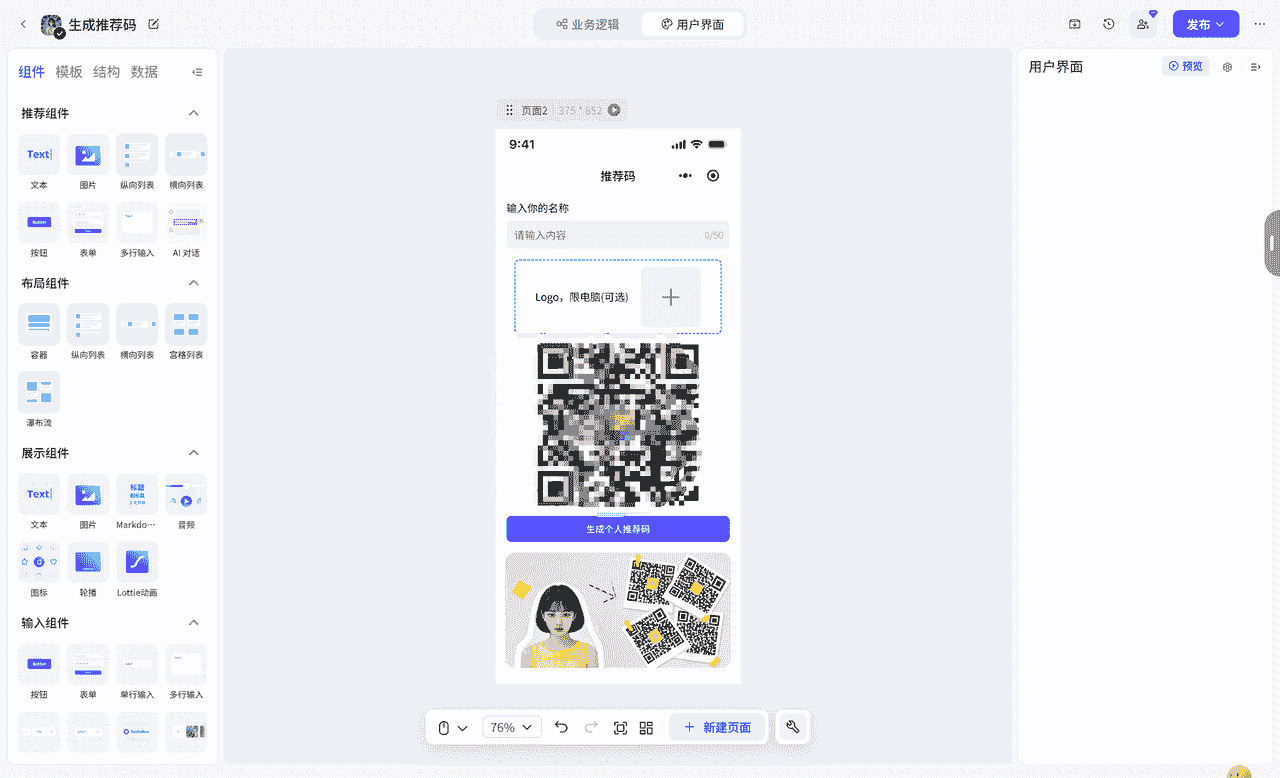 生成推荐码
业务逻辑
用户界面
发布
组件 模板 结构 数据
推荐组件
Text
文本 图片 纵向列表 横向列表
Button
按钮 表单 多行输入 AI 对话
布局组件
容器 纵向列表 横向列表 宫格列表
瀑布流
展示组件
Text
标题
文本 图片 Markdo··· 音频
图标 轮播 Lottie动画
输入组件
Button
按钮 表单 单行输入 多行输入
页面2 375 * 852
9:41
推荐码
输入你的名称
请输入内容 0/50
Logo，限电脑(可选)
生成个人推荐码
76%
新建页面
用户界面
预览